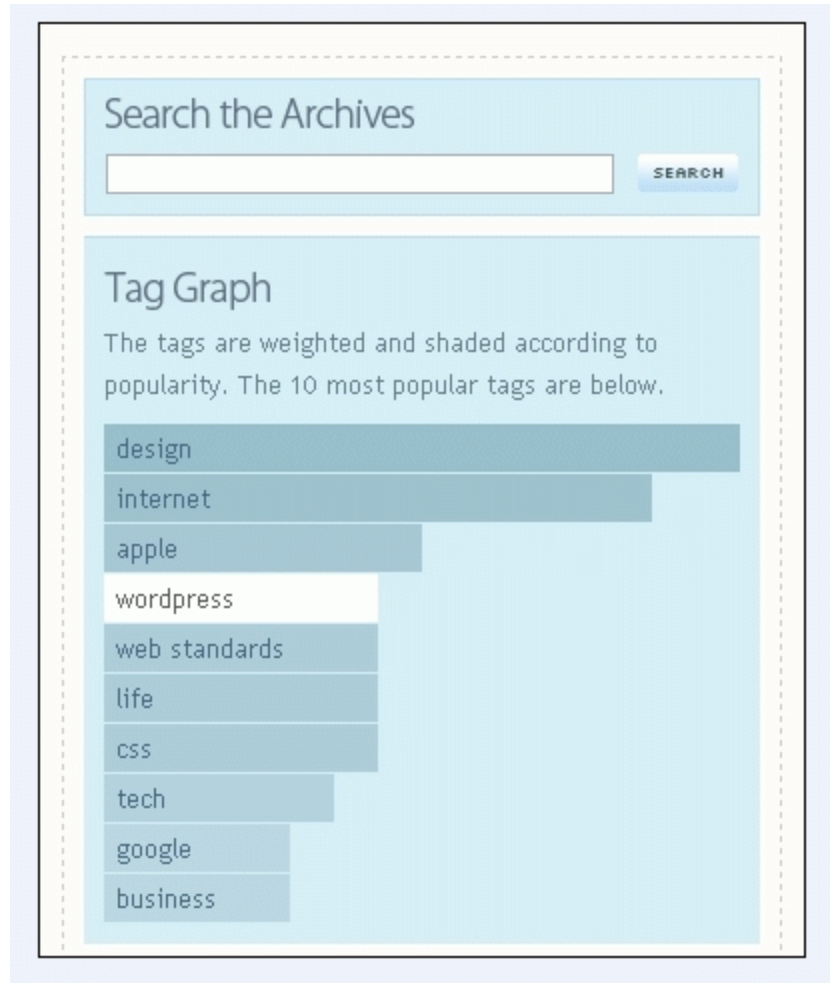 Search the Archives
SEARCH
Tag Graph
The tags are weighted and shaded according to
popularity. The 10 most popular tags are below.
design
internet
apple
wordpress
web standards
life
css
tech
google
business